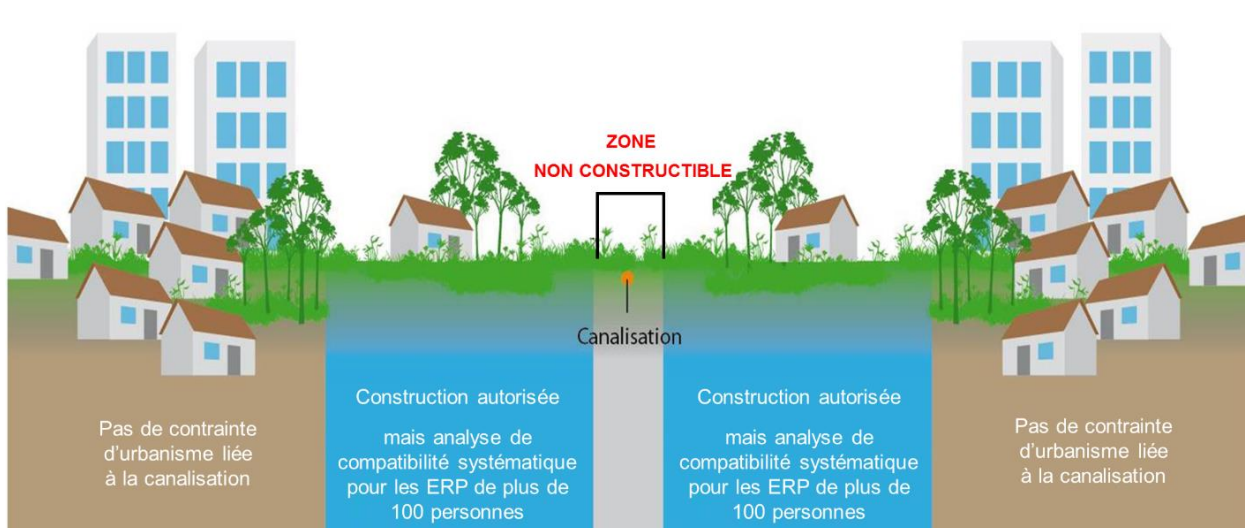 ZONE
NON CONSTRUCTIBLE
Canalisation
Pas de contrainte
d'urbanisme liée
à la canalisation
Construction autorisée
mais analyse de
compatibilité systématique
pour les ERP de plus de
100 personnes
Construction autorisée
mais analyse de
compatibilité systématique
pour les ERP de plus de
100 personnes
Pas de contrainte
d'urbanisme liée
à la canalisation